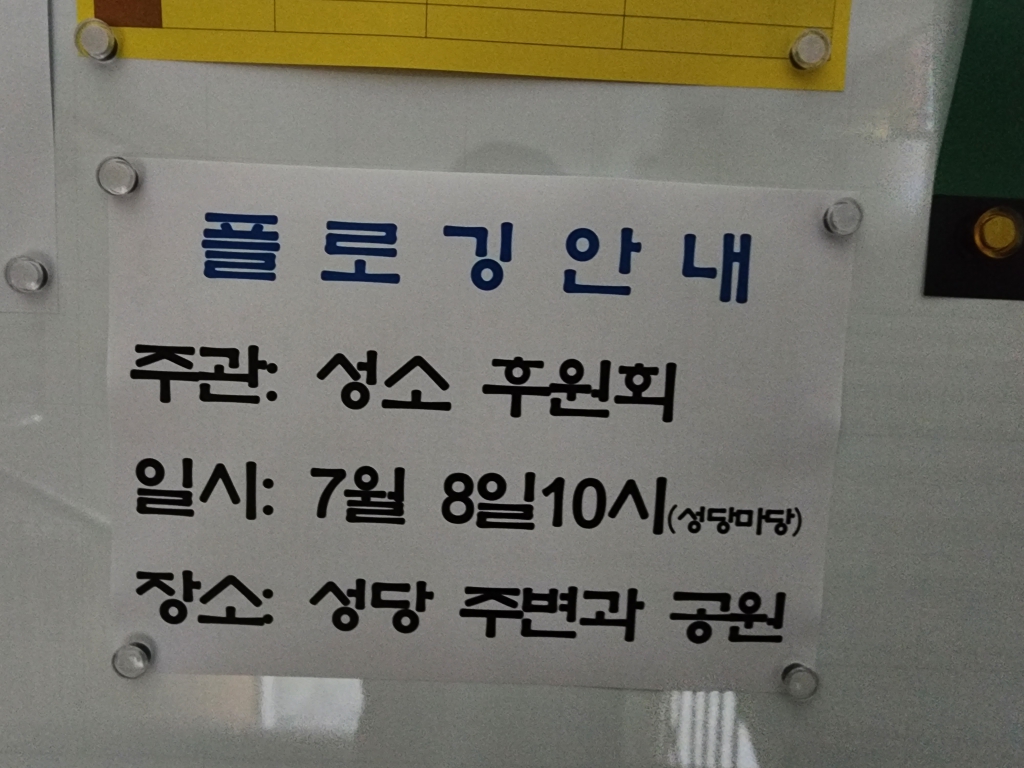 플로깅안내
주관: 성소 후원회
일시: 7월 8일10시(성당마당)
장소: 성당 주변과 공원